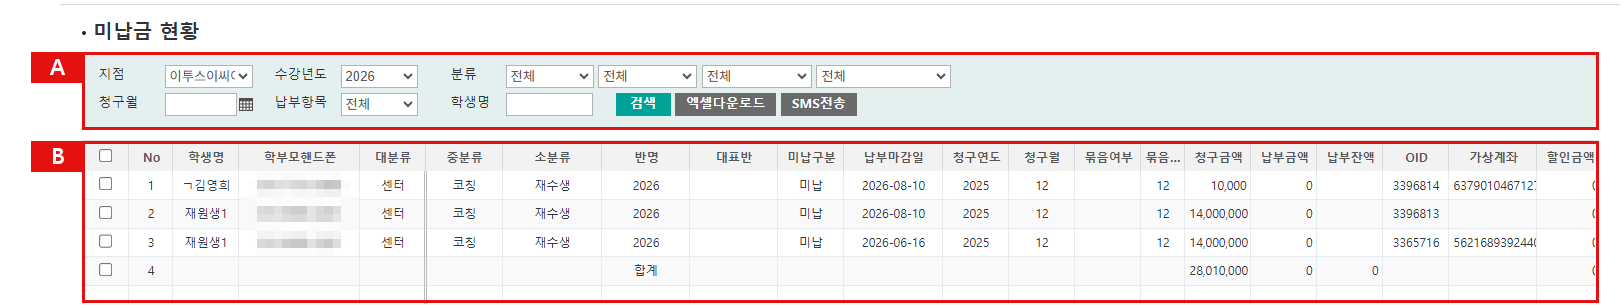 • 미납금 현황
A
지점 이투스이씨아 수강년도 2026 분류 전체 전체 전체 전체
청구월 납부항목 전체 학생명 검색 엑셀다운로드 SMS전송
B
No 학생명 학부모핸드폰 대분류 중분류 소분류 반명 대표반 미납구분 납부마감일 청구연도 청구월 묶음여부 묶음... 청구금액 납부금액 납부잔액 OID 가상계좌 할인금액
1 ㄱ김영희 센터 코칭 재수생 2026 미납 2026-08-10 2025 12 12 10,000 0 3396814 6379010467127 0
2 재원생1 센터 코칭 재수생 2026 미납 2026-08-10 2025 12 12 14,000,000 0 3396813 0
3 재원생1 센터 코칭 재수생 2026 미납 2026-06-16 2025 12 12 14,000,000 0 3365716 5621689392440 0
4 합계 28,010,000 0 0 0